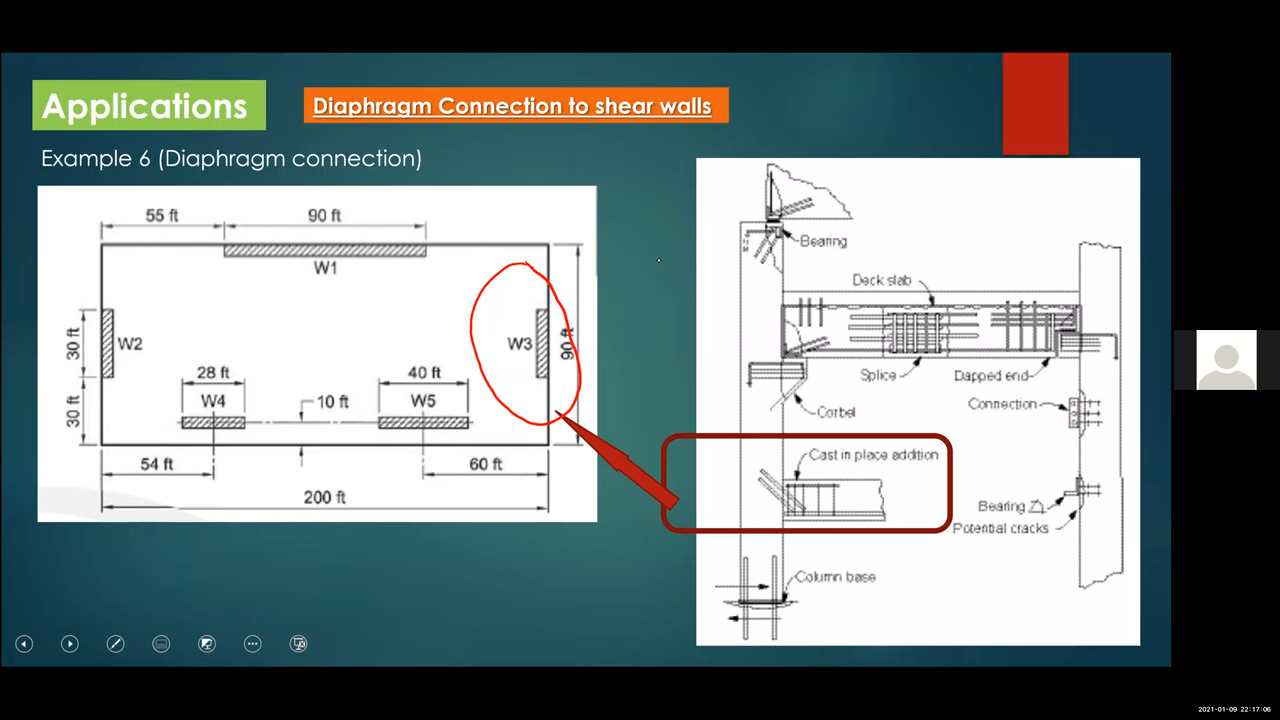 Applications
Diaphragm Connection to shear walls
Example 6 (Diaphragm connection)
55 ft
90 ft
W1
30 ft
W2
W3
90 ft
28 ft
40 ft
W4
10 ft
W5
30 ft
54 ft
60 ft
200 ft
Bearing
Deck slab
Splice
Dapped end
Corbel
Connection
Cast in place addition
Bearing
Potential cracks
Column base
2021-01-09 22:17:06